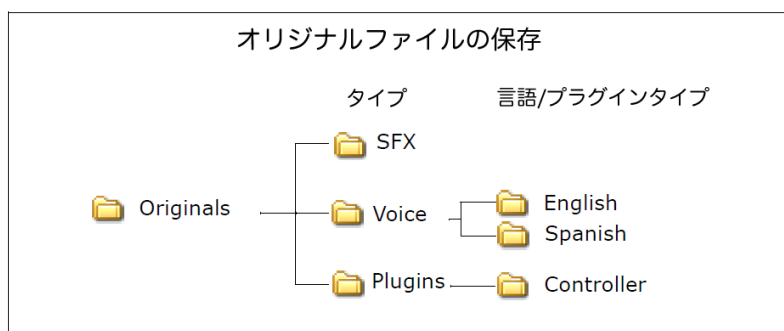 オリジナルファイルの保存
タイプ
言語/プラグインタイプ
SFX
Originals
Voice
English
Spanish
Plugins
Controller